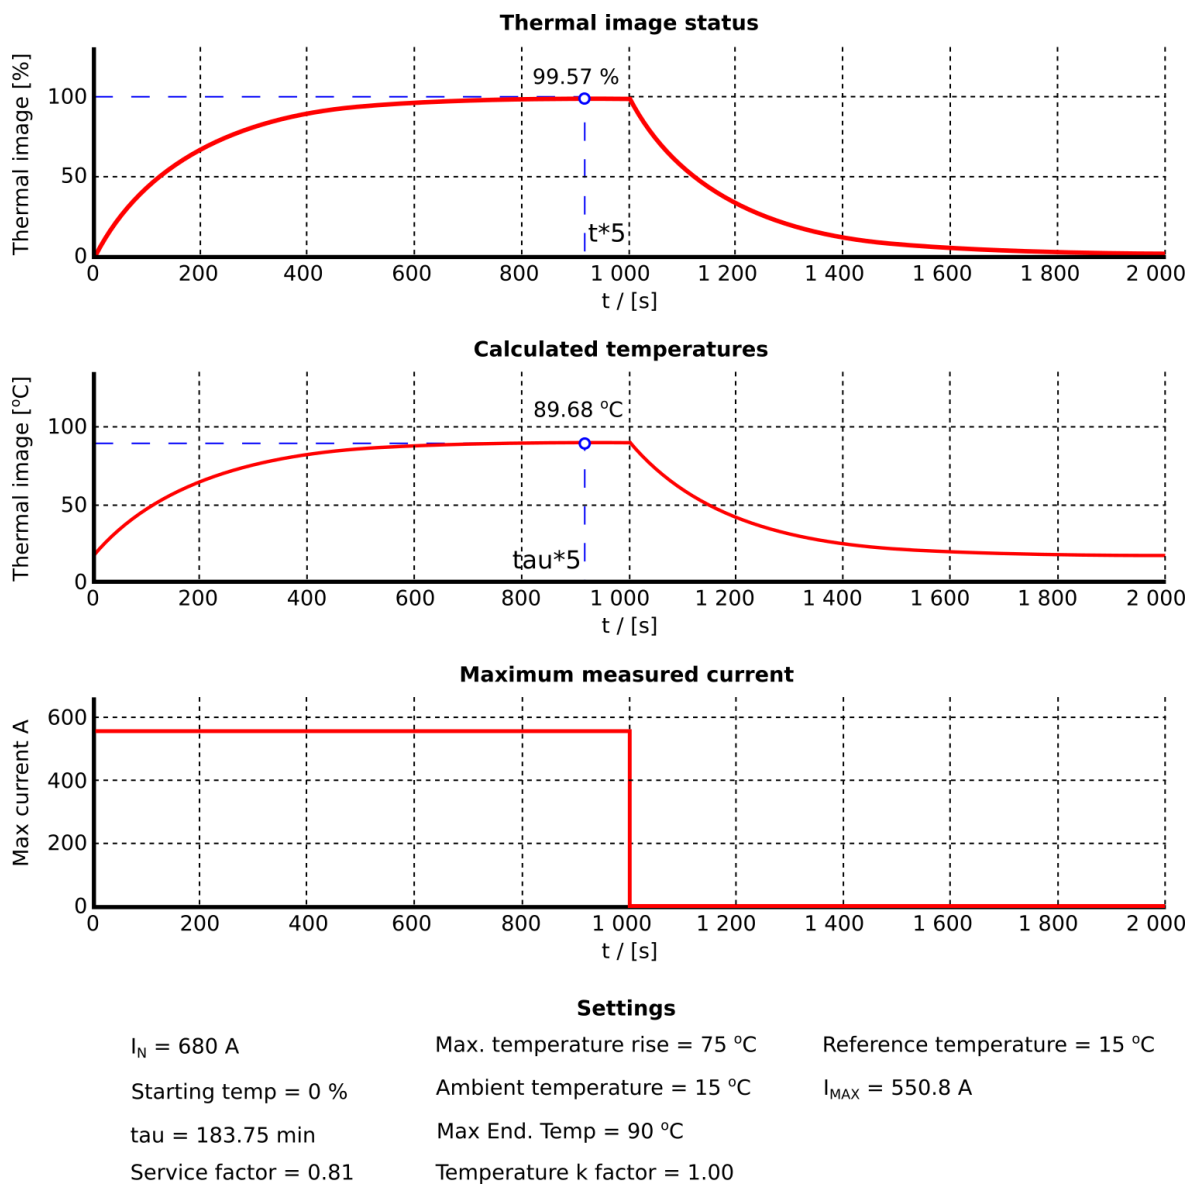 Thermal image status
Thermal image [%]
99.57 %
100
50
0
t*5
0 200 400 600 800 1 000 1 200 1 400 1 600 1 800 2 000
t / [s]
Calculated temperatures
Thermal image [ºC]
89.68 ºC
100
50
0
tau*5
0 200 400 600 800 1 000 1 200 1 400 1 600 1 800 2 000
t / [s]
Maximum measured current
Max current A
600
400
200
0
0 200 400 600 800 1 000 1 200 1 400 1 600 1 800 2 000
t / [s]
Settings
I_N = 680 A Max. temperature rise = 75 ºC Reference temperature = 15 ºC
Starting temp = 0 % Ambient temperature = 15 ºC I_MAX = 550.8 A
tau = 183.75 min Max End. Temp = 90 ºC
Service factor = 0.81 Temperature k factor = 1.00